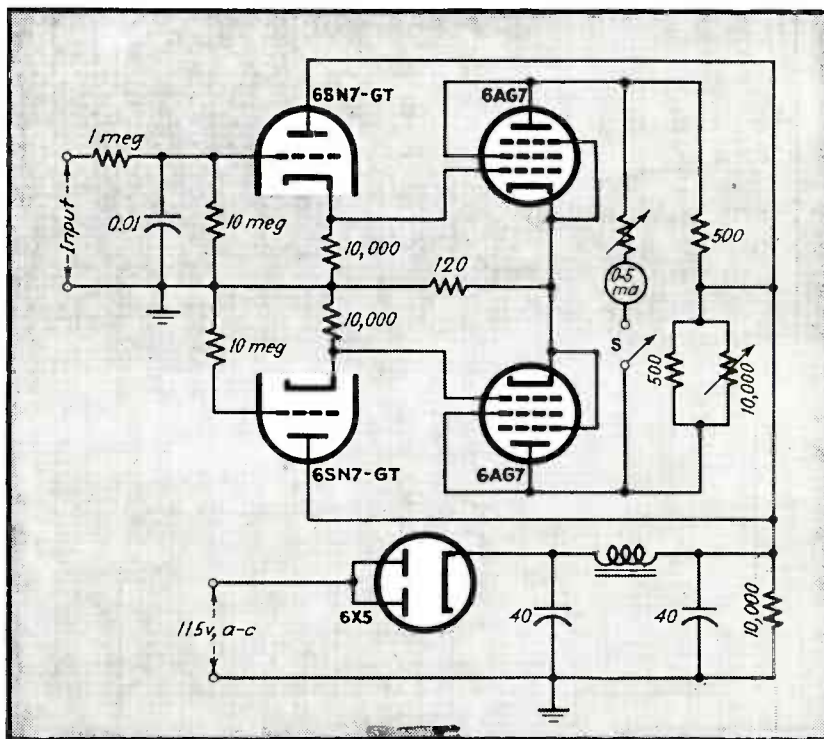 6SN7-GT
6AG7
1 meg
Input
0.01
10 meg
10,000
120
500
0-5
ma
S
10 meg
10,000
500
10,000
6SN7-GT
6AG7
6X5
115v, a-c
40
40
10,000